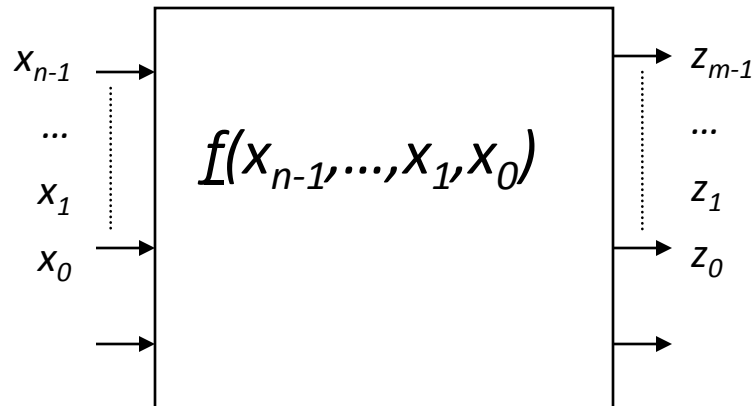 x_{n-1}
...
x_1
x_0
f(x_{n-1},...,x_1,x_0)
z_{m-1}
...
z_1
z_0